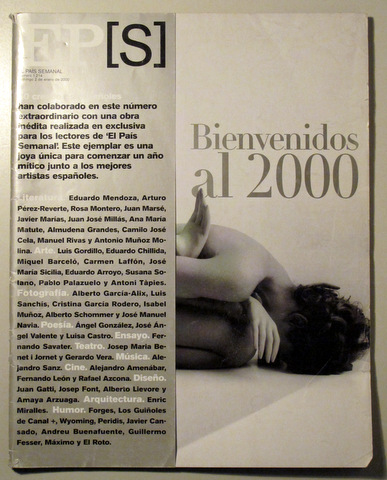 EP[S]
EL PAÍS SEMANAL
2 de enero de 2000
han colaborado en este número
extraordinario con una obra
inédita realizada en exclusiva
para los lectores de ‘El País
Semanal’. Este ejemplar es una
joya única para comenzar un año
mítico junto a los mejores
artistas españoles.
Bienvenidos
al 2000
Literatura. Eduardo Mendoza, Arturo
Pérez-Reverte, Rosa Montero, Juan Marsé,
Javier Marías, Juan José Millás, Ana María
Matute, Almudena Grandes, Camilo José
Cela, Manuel Rivas y Antonio Muñoz Mo-
lina. Arte. Luis Gordillo, Eduardo Chillida,
Miquel Barceló, Carmen Laffón, José
María Sicilia, Eduardo Arroyo, Susana So-
lano, Pablo Palazuelo y Antoni Tàpies.
Fotografía. Alberto García-Alix, Luis
Sanchis, Cristina García Rodero, Isabel
Muñoz, Alberto Schommer y José Manuel
Navia. Poesía. Ángel González, José Án-
gel Valente y Luisa Castro. Ensayo. Fer-
nando Savater. Teatro. Josep Maria Be-
net i Jornet y Gerardo Vera. Música. Ale-
jandro Sanz. Cine. Alejandro Amenábar,
Fernando León y Rafael Azcona. Diseño.
Juan Gatti, Josep Font, Alberto Lievore y
Amaya Arzuaga. Arquitectura. Enric
Miralles. Humor. Forges, Los Guiñoles
de Canal +, Wyoming, Peridis, Javier Can-
sado, Andreu Buenafuente, Guillermo
Fesser, Máximo y El Roto.